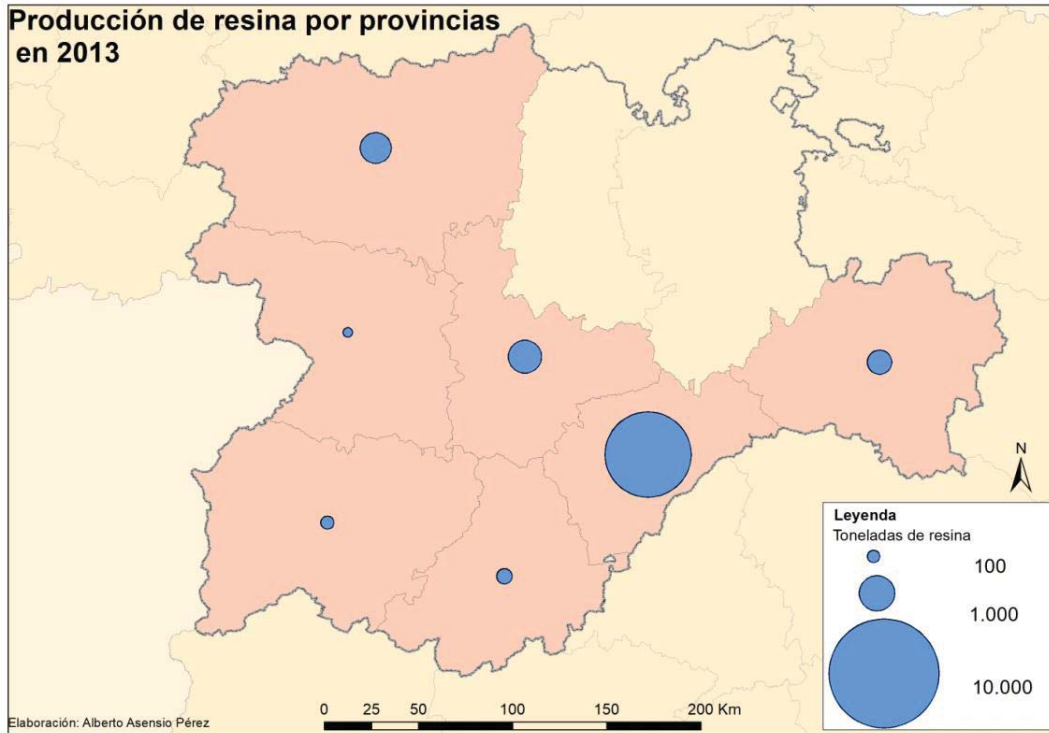 Producción de resina por provincias
en 2013
N
Leyenda
Toneladas de resina
100
1.000
10.000
Elaboración: Alberto Asensio Pérez
0 25 50 100 150 200 Km